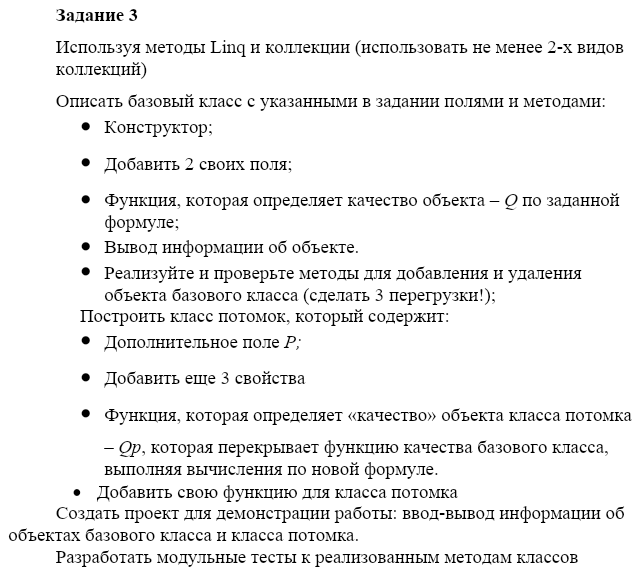 Задание 3
Используя методы Linq и коллекции (использовать не менее 2-х видов
коллекций)
Описать базовый класс с указанными в задании полями и методами:
● Конструктор;
● Добавить 2 своих поля;
● Функция, которая определяет качество объекта – Q по заданной
формуле;
● Вывод информации об объекте.
● Реализуйте и проверьте методы для добавления и удаления
объекта базового класса (сделать 3 перегрузки!);
Построить класс потомок, который содержит:
● Дополнительное поле P;
● Добавить еще 3 свойства
● Функция, которая определяет «качество» объекта класса потомка
– Qp, которая перекрывает функцию качества базового класса,
выполняя вычисления по новой формуле.
• Добавить свою функцию для класса потомка
Создать проект для демонстрации работы: ввод-вывод информации об
объектах базового класса и класса потомка.
Разработать модульные тесты к реализованным методам классов